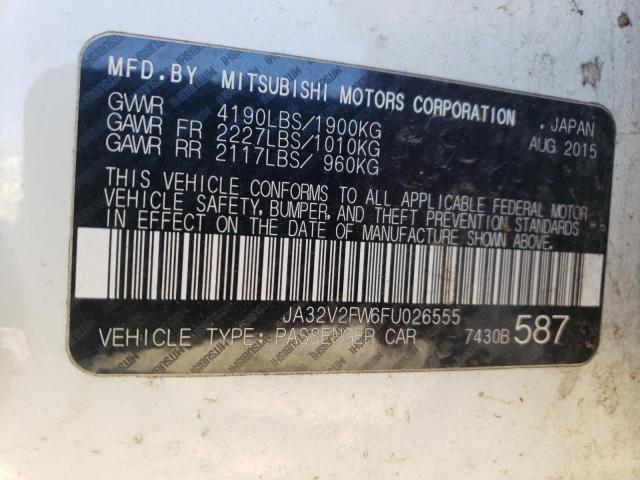 MFD.BY MITSUBISHI MOTORS CORPORATION
GVWR 4190LBS/1900KG , JAPAN
GAWR FR 2227LBS/1010KG AUG 2015
GAWR RR 2117LBS/ 960KG
THIS VEHICLE CONFORMS TO ALL APPLICABLE FEDERAL MOTOR
VEHICLE SAFETY, BUMPER, AND THEFT PREVENTION STANDARDS
IN EFFECT ON THE DATE OF MANUFACTURE SHOWN ABOVE.
JA32V2FW6FU026555
VEHICLE TYPE: PASSENGER CAR 7430B 587